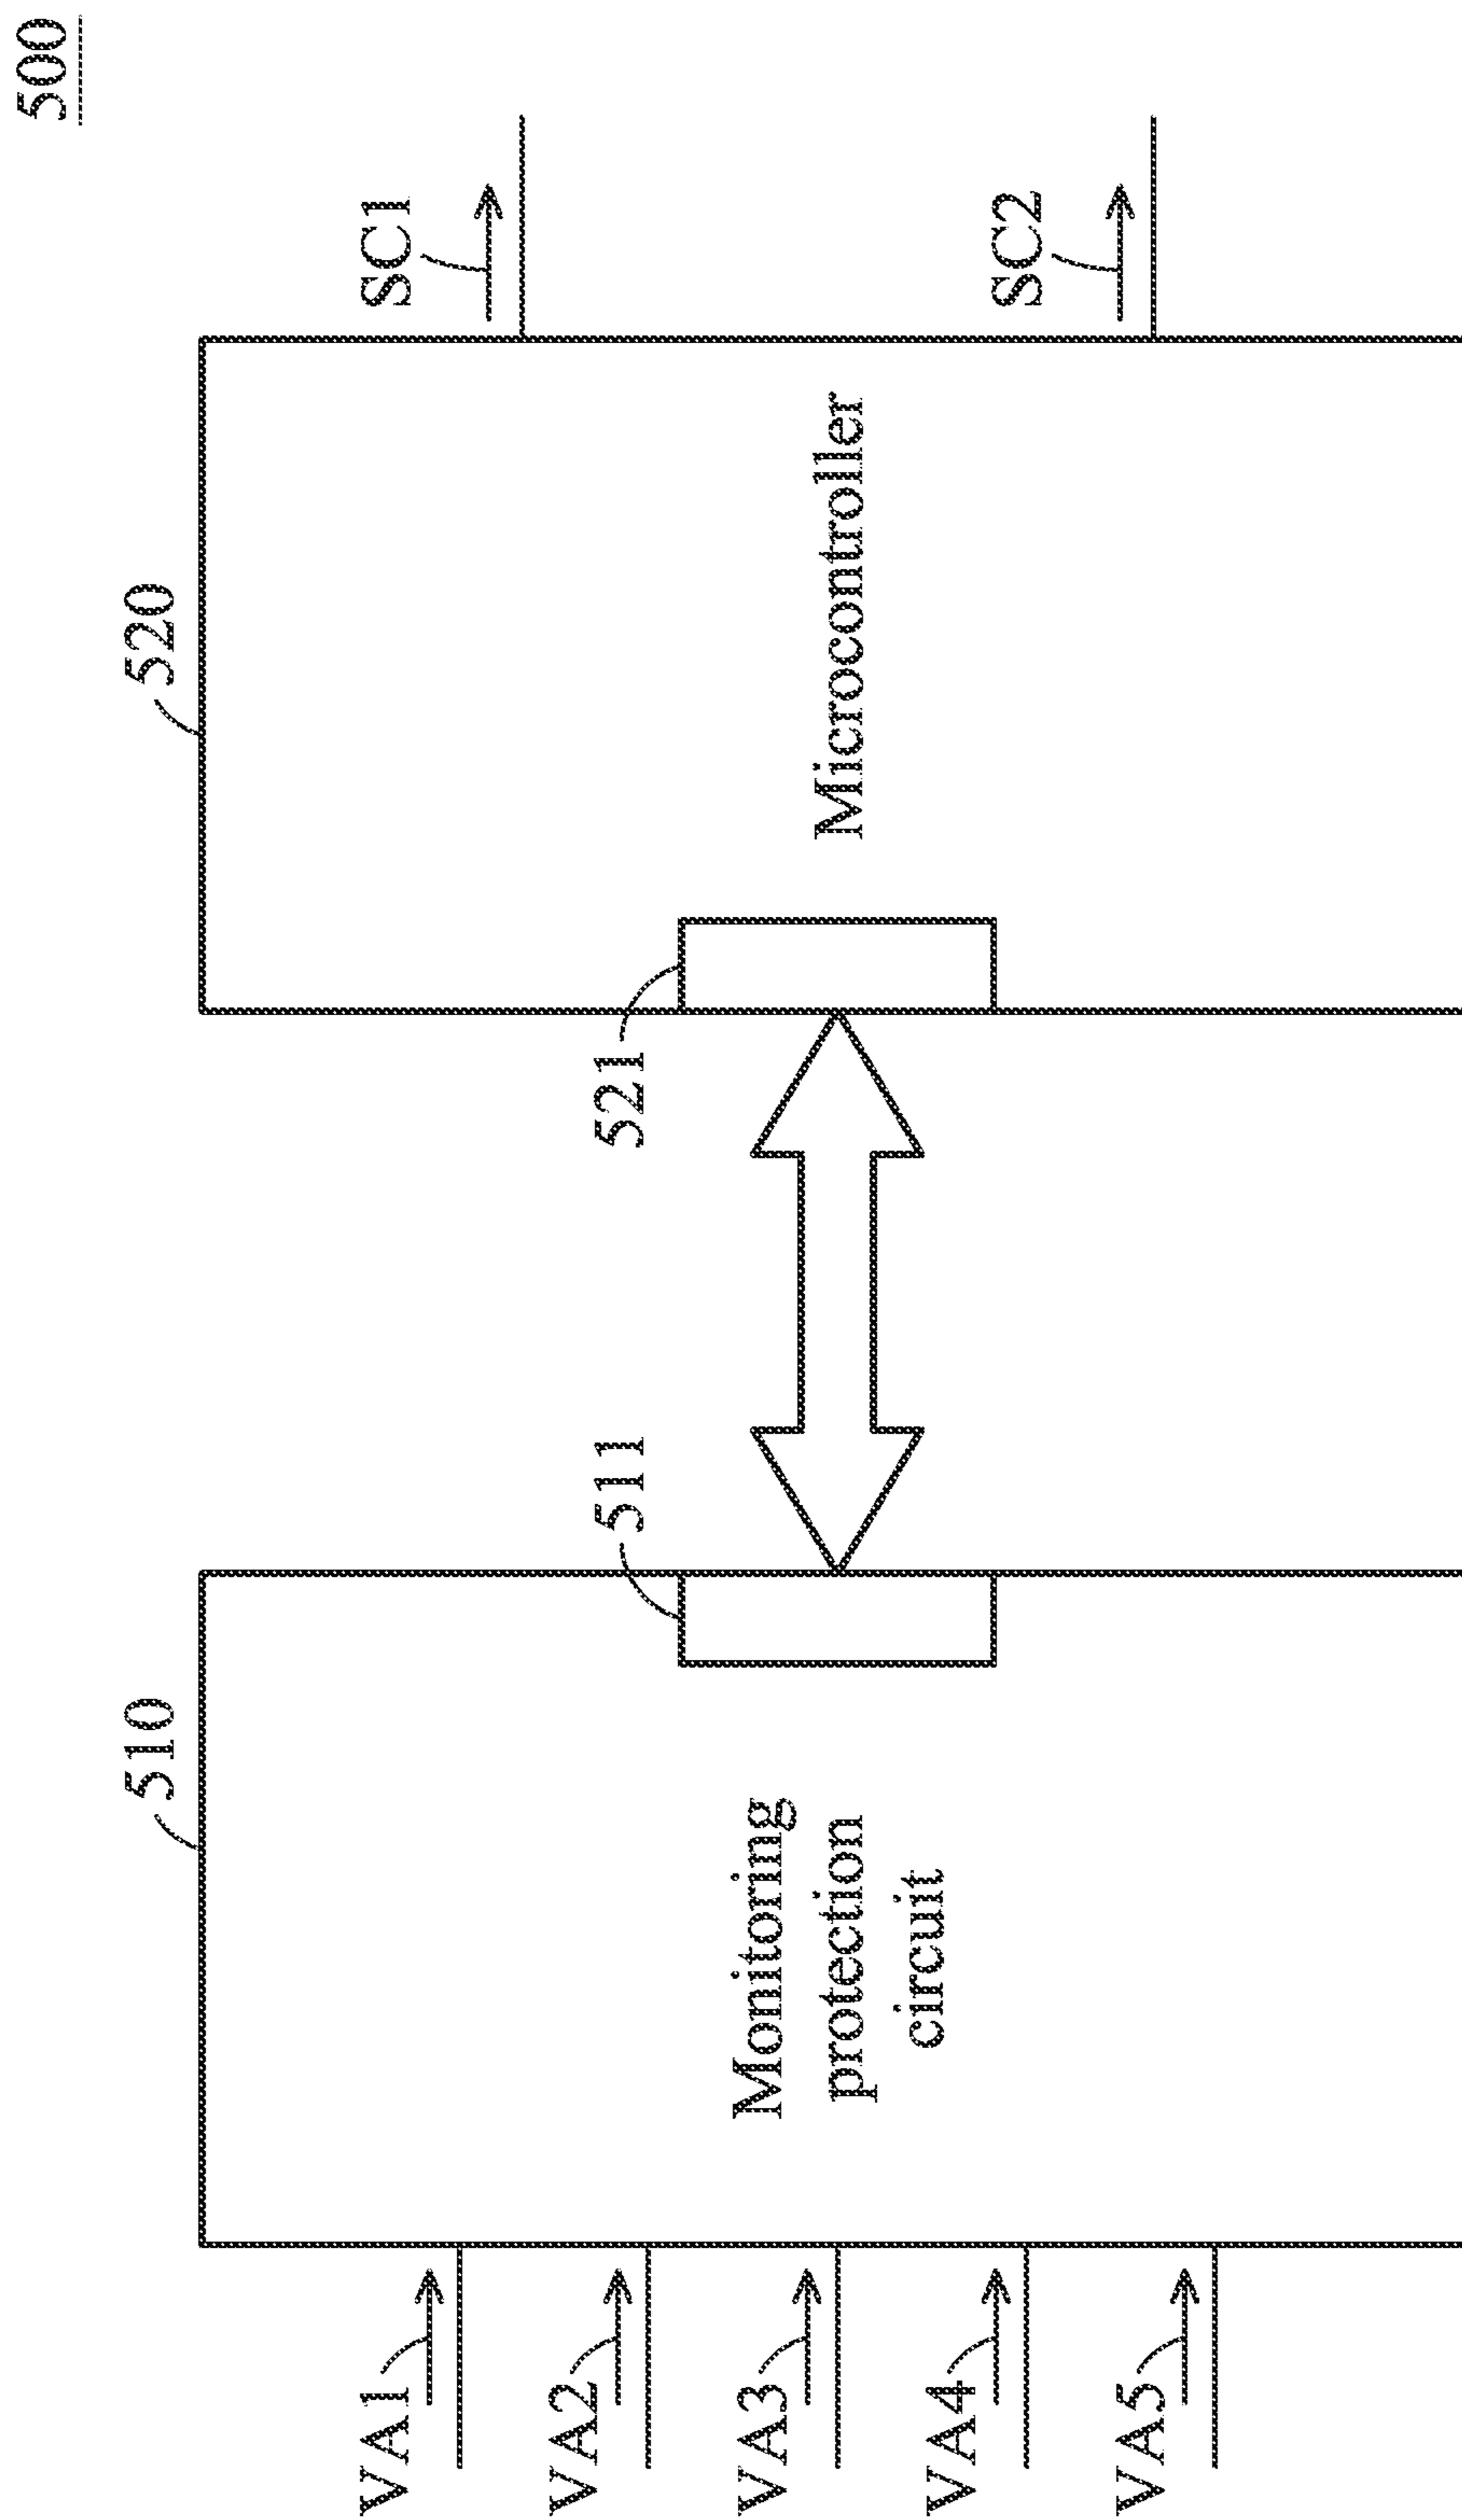 500
510
520
VA1
SC1
VA2
511
521
Monitoring
protection
circuit
Microcontroller
VA3
VA4
SC2
VA5